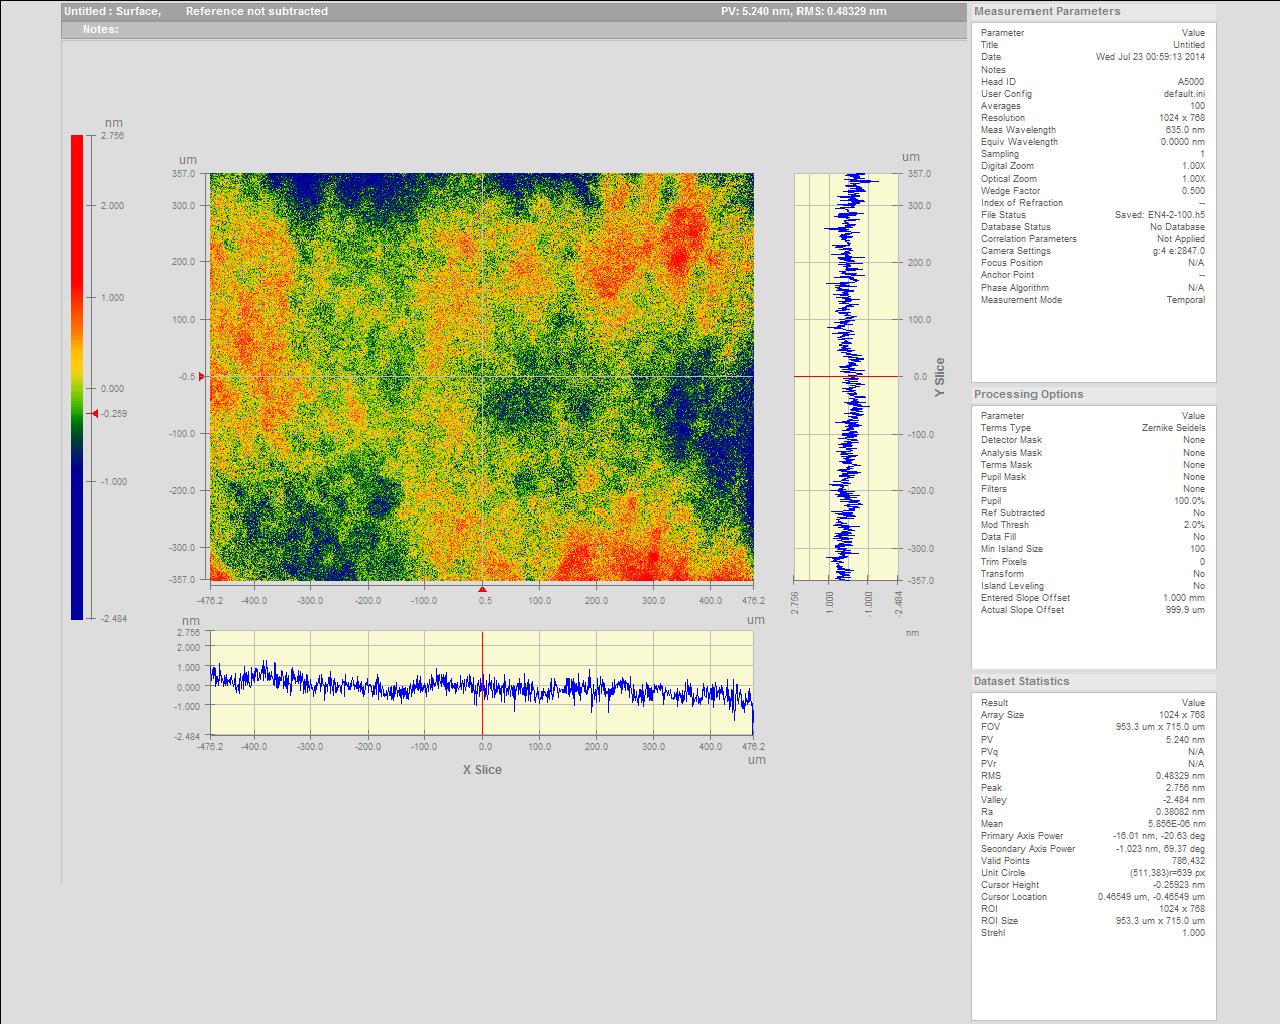 Untitled : Surface, Reference not subtracted PV: 5.240 nm, RMS: 0.48329 nm
Notes:
nm
2.756
2.000
1.000
0.000
-0.259
-1.000
-2.484
um
357.0
300.0
200.0
100.0
-0.5
-100.0
-200.0
-300.0
-357.0
-476.2 -400.0 -300.0 -200.0 -100.0 0.5 100.0 200.0 300.0 400.0 476.2
um
um
357.0
300.0
200.0
100.0
0.0
-100.0
-200.0
-300.0
-357.0
Y Slice
2.756 1.000 -1.000 -2.484
nm
nm
2.756
2.000
1.000
0.000
-1.000
-2.484
-476.2 -400.0 -300.0 -200.0 -100.0 0.0 100.0 200.0 300.0 400.0 476.2
um
X Slice
Measurement Parameters
Parameter Value
Title Untitled
Date Wed Jul 23 00:59:13 2014
Notes
Head ID A5000
User Config default.ini
Averages 100
Resolution 1024 x 768
Meas Wavelength 635.0 nm
Equiv Wavelength 0.0000 nm
Sampling 1
Digital Zoom 1.00X
Optical Zoom 1.00X
Wedge Factor 0.500
Index of Refraction --
File Status Saved: EN4-2-100.h5
Database Status No Database
Correlation Parameters Not Applied
Camera Settings g:4 e:2847.0
Focus Position N/A
Anchor Point --
Phase Algorithm N/A
Measurement Mode Temporal
Processing Options
Parameter Value
Terms Type Zernike Seidels
Detector Mask None
Analysis Mask None
Terms Mask None
Pupil Mask None
Filters None
Pupil 100.0%
Ref Subtracted No
Mod Thresh 2.0%
Data Fill No
Min Island Size 100
Trim Pixels 0
Transform No
Island Leveling No
Entered Slope Offset 1.000 mm
Actual Slope Offset 999.9 um
Dataset Statistics
Result Value
Array Size 1024 x 768
FOV 953.3 um x 715.0 um
PV 5.240 nm
PVq N/A
PVr N/A
RMS 0.48329 nm
Peak 2.756 nm
Valley -2.484 nm
Ra 0.38082 nm
Mean 5.856E-06 nm
Primary Axis Power -16.01 nm, -20.63 deg
Secondary Axis Power -1.023 nm, 69.37 deg
Valid Points 786,432
Unit Circle (511,383)r=639 px
Cursor Height -0.25923 nm
Cursor Location 0.46549 um, -0.46549 um
ROI 1024 x 768
ROI Size 953.3 um x 715.0 um
Strehl 1.000